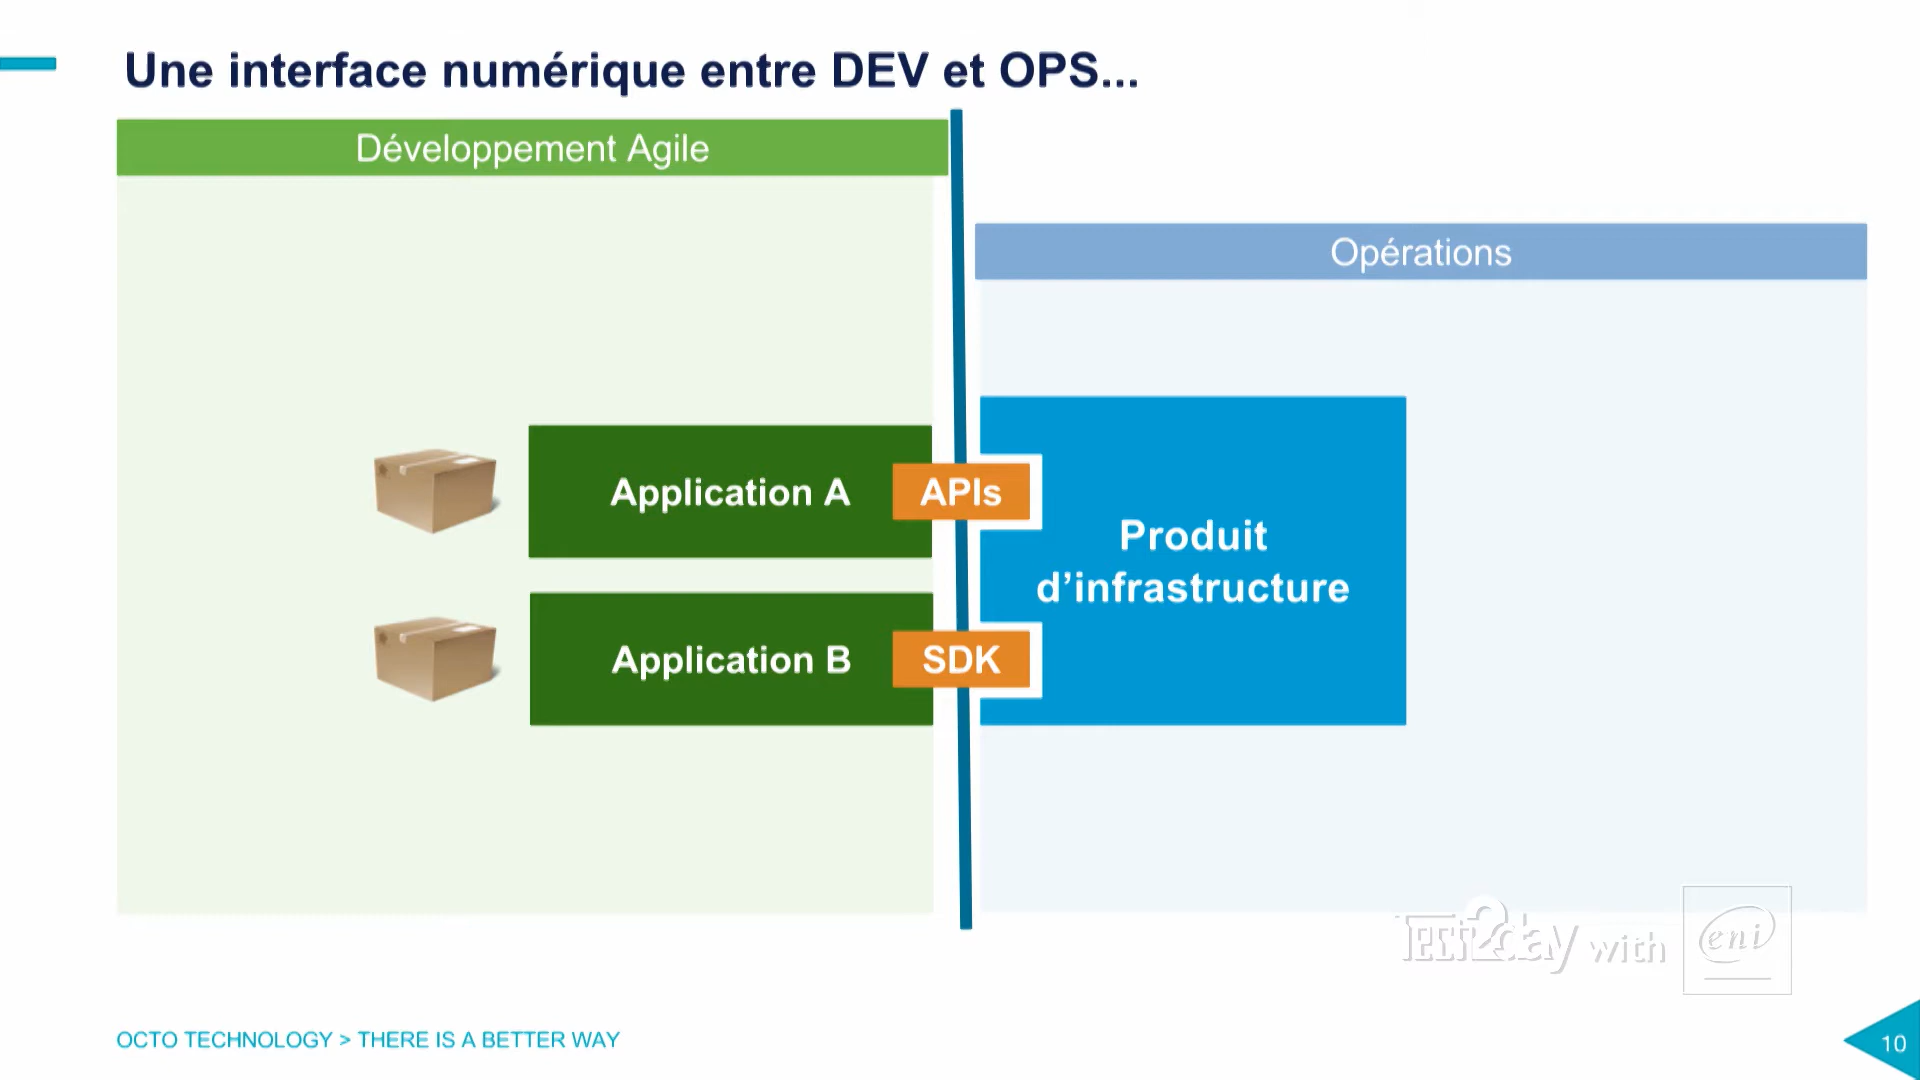 Une interface numérique entre DEV et OPS...
Développement Agile
Opérations
Application A
APIs
Produit
d’infrastructure
Application B
SDK
TECH2day with
eni
OCTO TECHNOLOGY > THERE IS A BETTER WAY
10